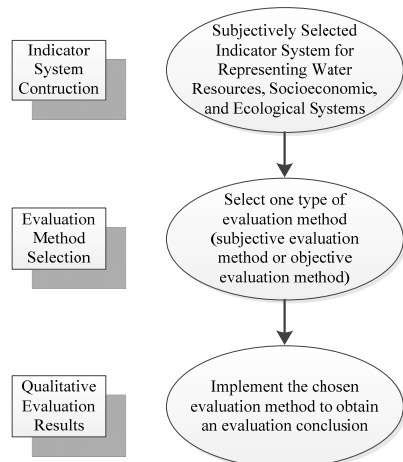 Indicator
System
Contruction
Subjectively Selected
Indicator System for
Representing Water
Resources, Socioeconomic,
and Ecological Systems
Evaluation
Method
Selection
Select one type of
evaluation method
(subjective evaluation
method or objective
evaluation method)
Qualitative
Evaluation
Results
Implement the chosen
evaluation method to obtain
an evaluation conclusion